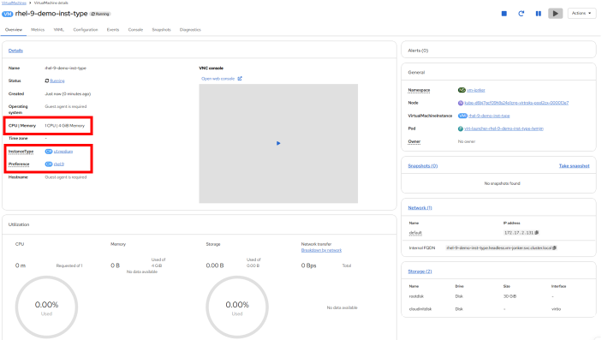 VirtualMachines > VirtualMachine details
VM rhel-9-demo-inst-type Running
Actions
Overview Metrics YAML Configuration Events Console Snapshots Diagnostics
Details
Name rhel-9-demo-inst-type
Status Running
Created Just now (0 minutes ago)
Operating system Guest agent is required
CPU | Memory 1 CPU | 4 GiB Memory
Time zone -
InstanceType
Preference rhel.9
Hostname Guest agent is required
VNC console
Open web console
Utilization
CPU
0 m Requested of 1
0.00%
Used
Memory
0 B Used of 4 GiB
No data available
Storage
0.00 B Used of 0.00 B
0.00%
Used
Network transfer
Breakdown by network
0 Bps Total
No data available
Alerts (0)
General
Namespace
Node
VirtualMachineInstance rhel-9-demo-inst-type
Pod
Owner No owner
Snapshots (0) Take snapshot
No snapshots found
Network (1)
Name IP address
default
Internal FQDN
Storage (2)
Name Drive Size Interface
rootdisk Disk 30 GiB -
cloudinitdisk Disk - virtio